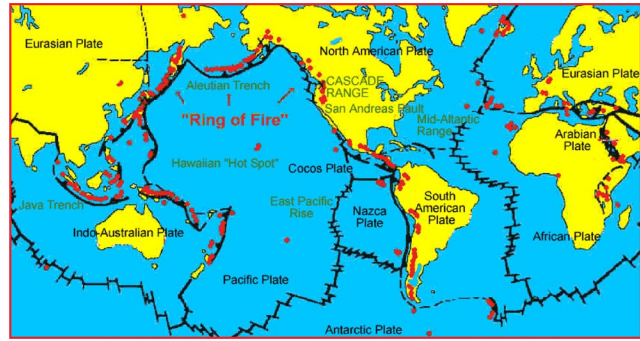 Eurasian Plate
North American Plate
Eurasian Plate
Aleutian Trench
CASCADE
RANGE
San Andreas Fault
"Ring of Fire"
Mid-Altantic
Range
Arabian
Plate
Hawaiian "Hot Spot"
Cocos Plate
Java Trench
East Pacific
Rise
Nazca
Plate
South
American
Plate
Indo-Australian Plate
African Plate
Pacific Plate
Antarctic Plate